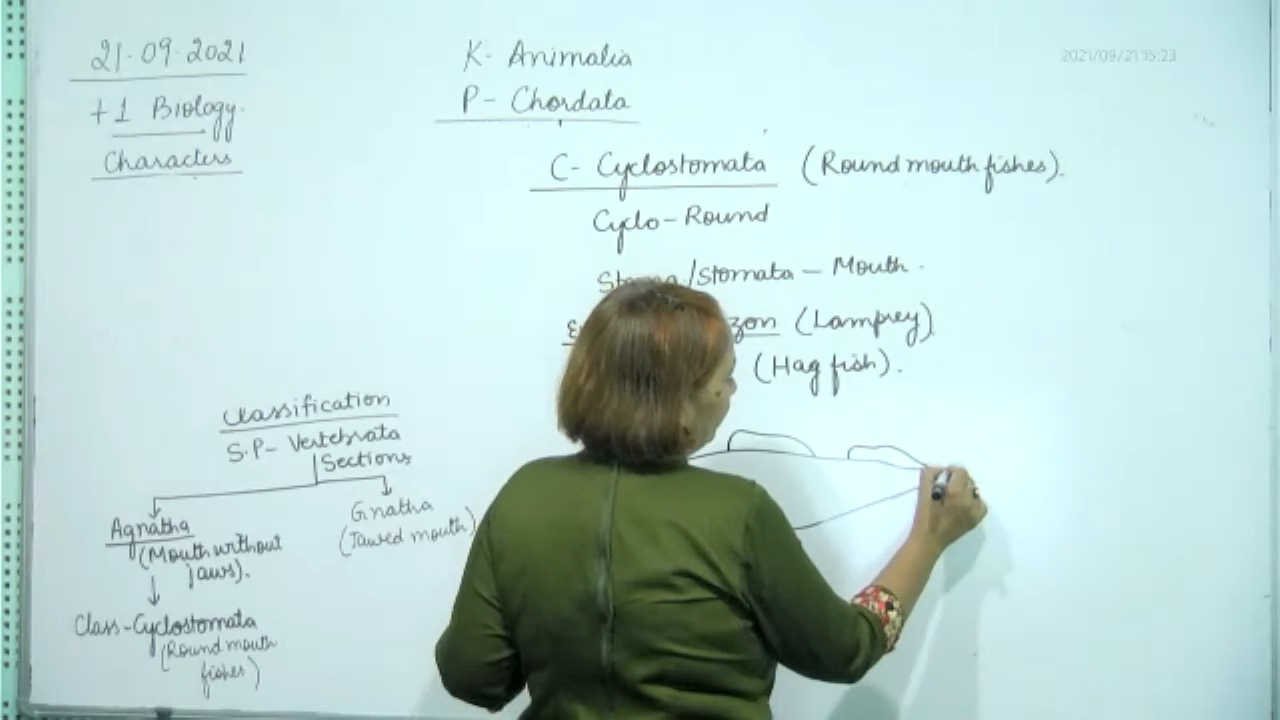 21.09.2021
+1 Biology.
Characters
K- Animalia
P- Chordata
2021/09/21 15:23
C- Cyclostomata (Round mouth fishes).
Cyclo - Round
/Stomata - Mouth.
(Lamprey)
(Hag fish).
Classification
S.P- Vertebrata
Sections
Agnatha
(Mouth without
jaws).
Gnatha
(Jawed mouth)
Class-Cyclostomata
(Round mouth
fishes)